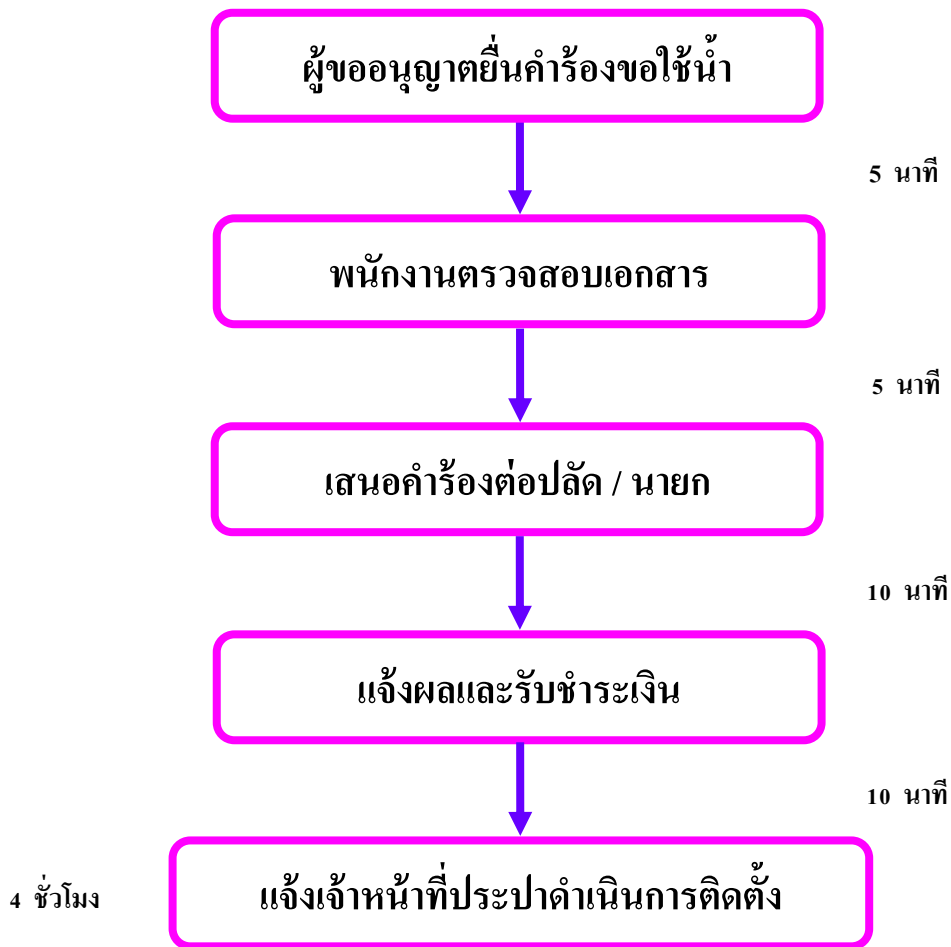 ผู้ขออนุญาตยื่นคำร้องขอใช้น้ำ
5 นาที
พนักงานตรวจสอบเอกสาร
5 นาที
เสนอคำร้องต่อปลัด / นายก
10 นาที
แจ้งผลและรับชำระเงิน
10 นาที
4 ชั่วโมง
แจ้งเจ้าหน้าที่ประปาดำเนินการติดตั้ง